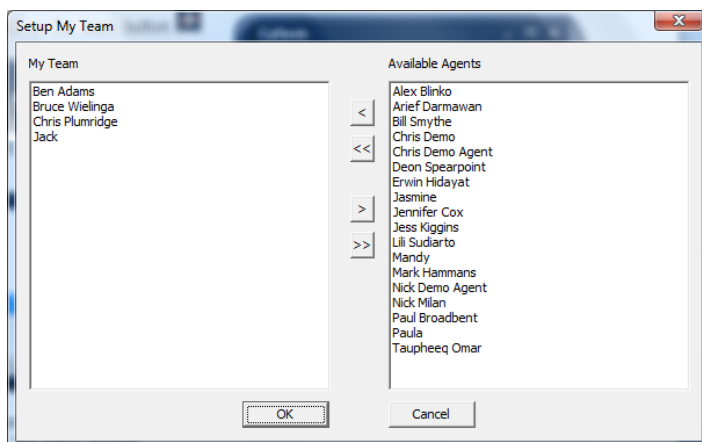 Setup My Team
My Team
Ben Adams
Bruce Wielinga
Chris Plumridge
Jack
<
<<
>
>>
Available Agents
Alex Blinko
Arief Darmawan
Bill Smythe
Chris Demo
Chris Demo Agent
Deon Spearpoint
Erwin Hidayat
Jasmine
Jennifer Cox
Jess Kiggins
Lili Sudiarto
Mandy
Mark Hammans
Nick Demo Agent
Nick Milan
Paul Broadbent
Paula
Taupheeq Omar
OK
Cancel